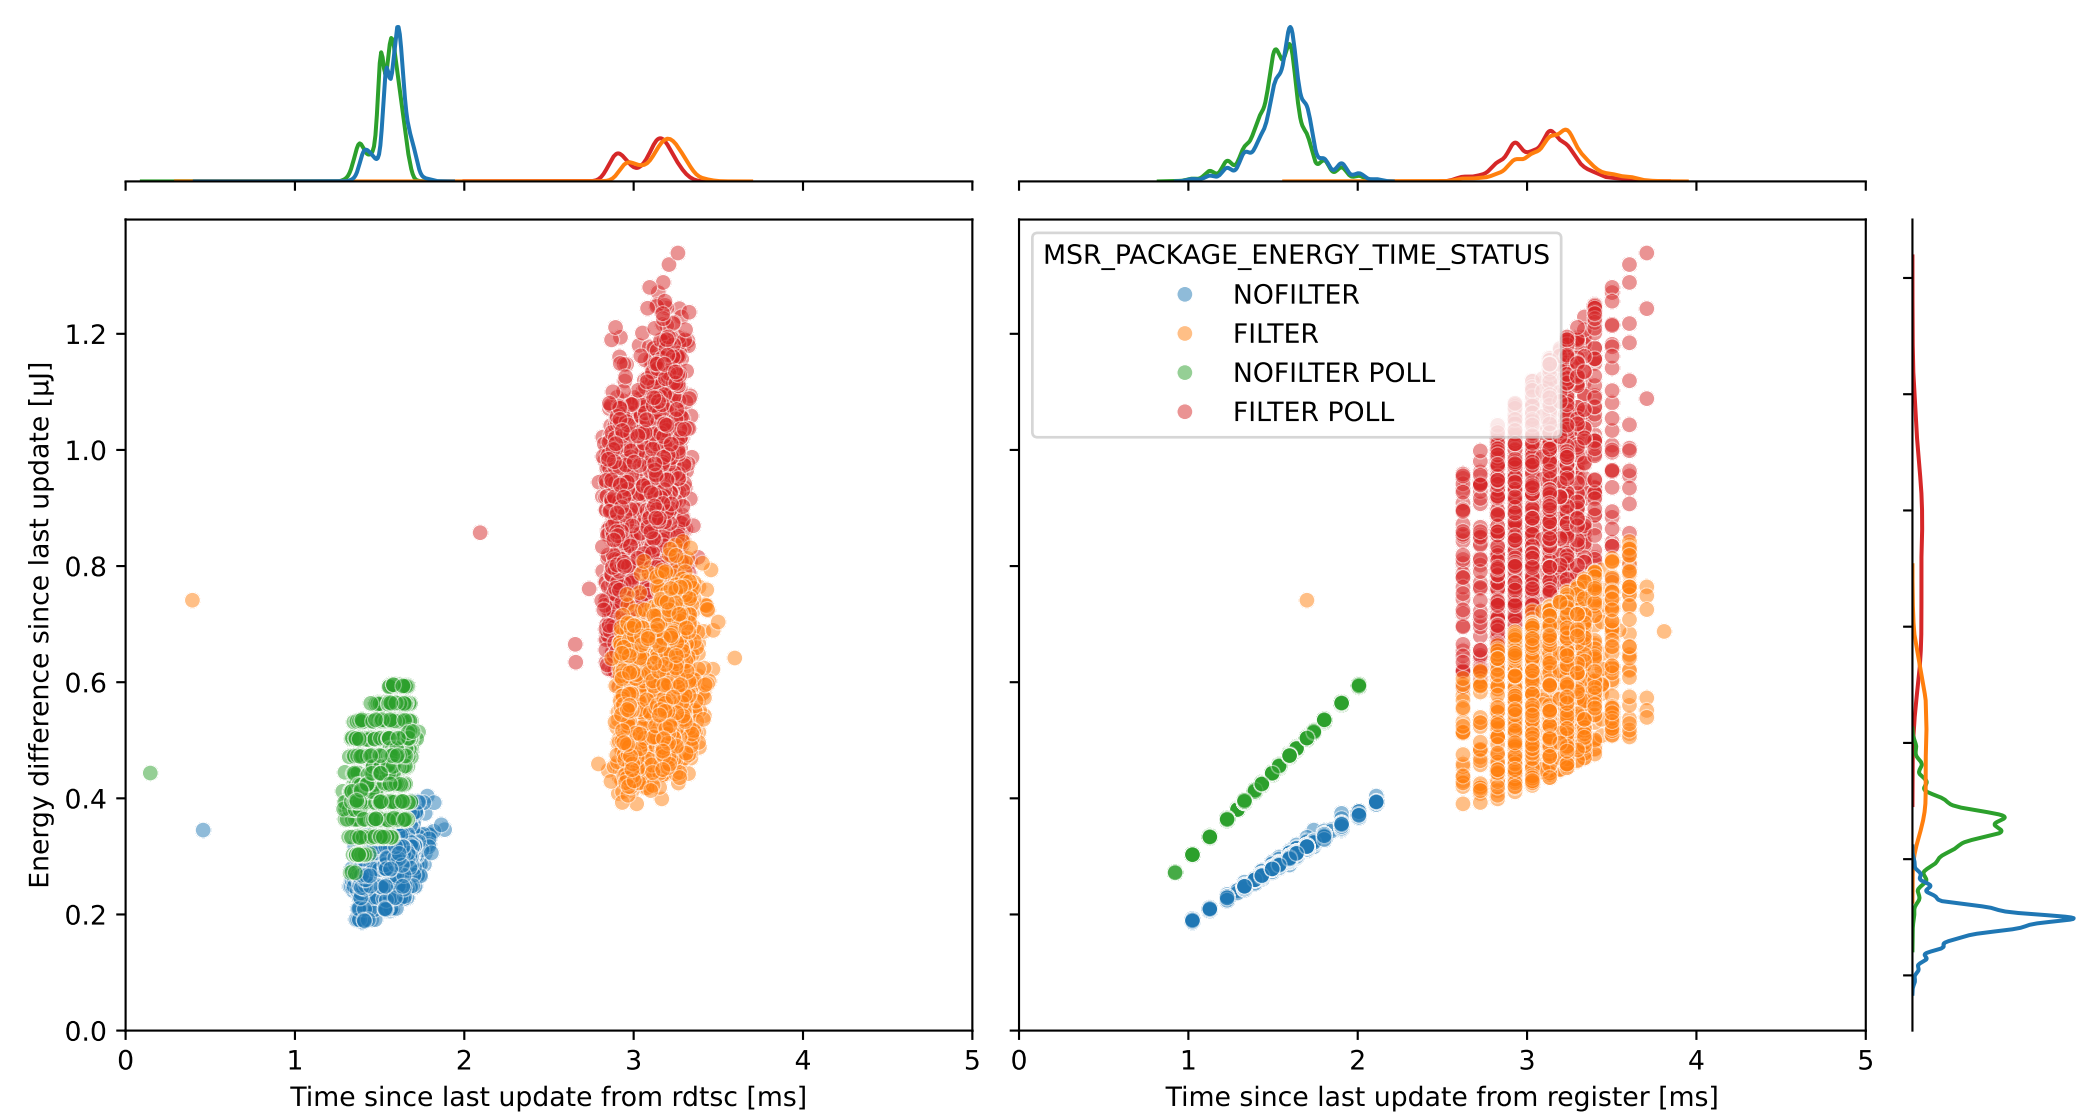 MSR_PACKAGE_ENERGY_TIME_STATUS
NOFILTER
FILTER
NOFILTER POLL
FILTER POLL
Energy difference since last update [µJ]
1.2
1.0
0.8
0.6
0.4
0.2
0.0
0 1 2 3 4 5
0 1 2 3 4 5
Time since last update from rdtsc [ms]
Time since last update from register [ms]